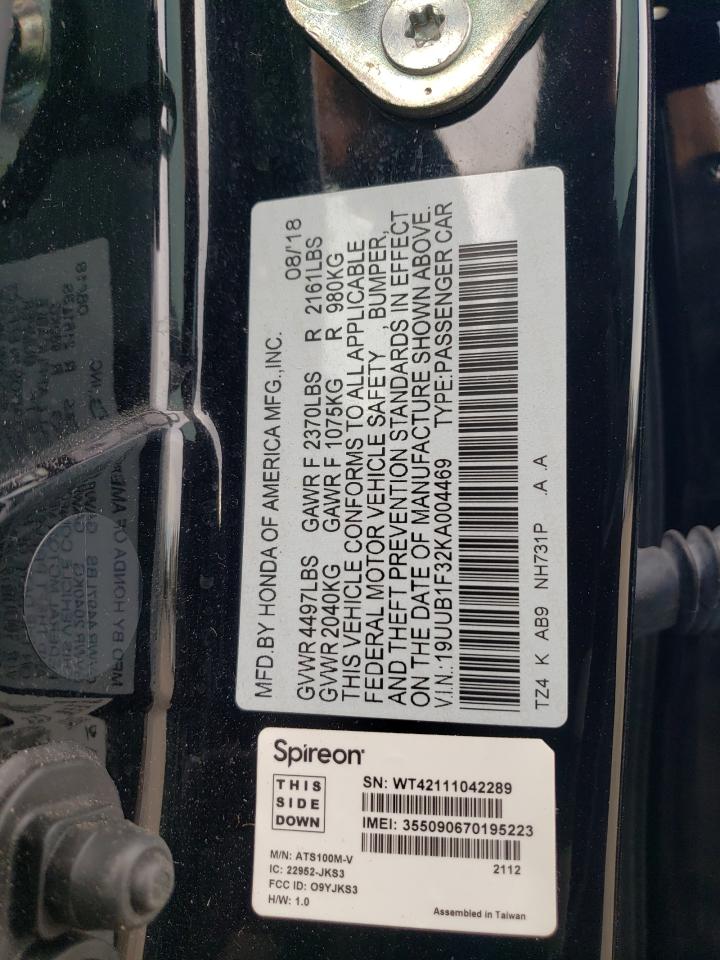 MFD.BY HONDA OF AMERICA MFG.,INC. 08/'18
GVWR 4497LBS GAWR F 2370LBS R 2161LBS
GVWR 2040KG GAWR F 1075KG R 980KG
THIS VEHICLE CONFORMS TO ALL APPLICABLE
FEDERAL MOTOR VEHICLE SAFETY , BUMPER,
AND THEFT PREVENTION STANDARDS IN EFFECT
ON THE DATE OF MANUFACTURE SHOWN ABOVE.
V.I.N.:19UUB1F32KA004469 TYPE:PASSENGER CAR
TZ4 K AB9 NH731P .A .A
Spireon
THIS
SIDE
DOWN
SN: WT42111042289
IMEI: 355090670195223
2112
M/N: ATS100M-V
IC: 22952-JKS3
FCC ID: O9YJKS3
H/W: 1.0
Assembled in Taiwan